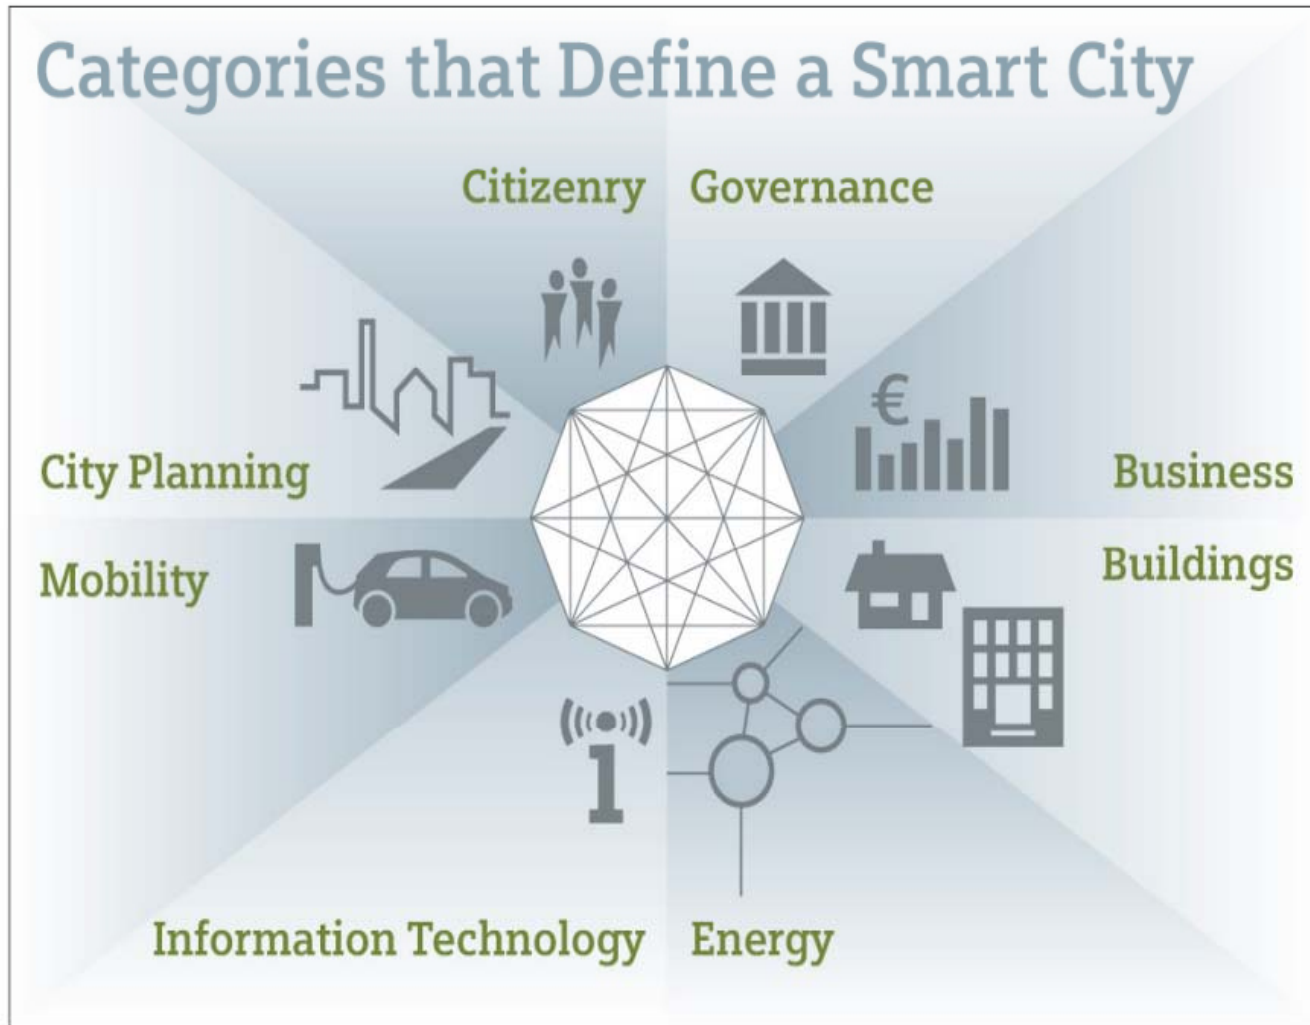 Categories that Define a Smart City
Citizenry
Governance
€
City Planning
Business
Mobility
Buildings
Information Technology
Energy